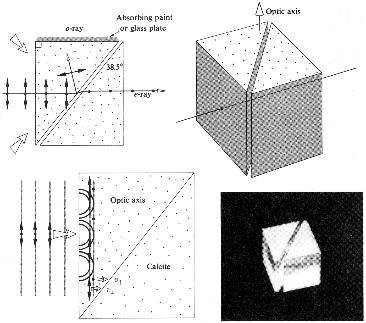 o-ray
Absorbing paint
or glass plate
38.5°
e-ray
Optic axis
Optic axis
Calcite